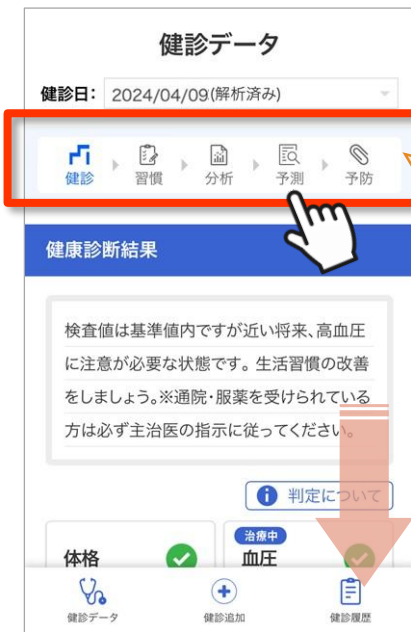 健診データ
健診日: 2024/04/09(解析済み)
健診 習慣 分析 予測 予防
健康診断結果
検査値は基準値内ですが近い将来、高血圧
に注意が必要な状態です。生活習慣の改善
をしましょう。※通院・服薬を受けられている
方は必ず主治医の指示に従ってください。
判定について
治療中
体格 血圧
健診データ 健診追加 健診履歴